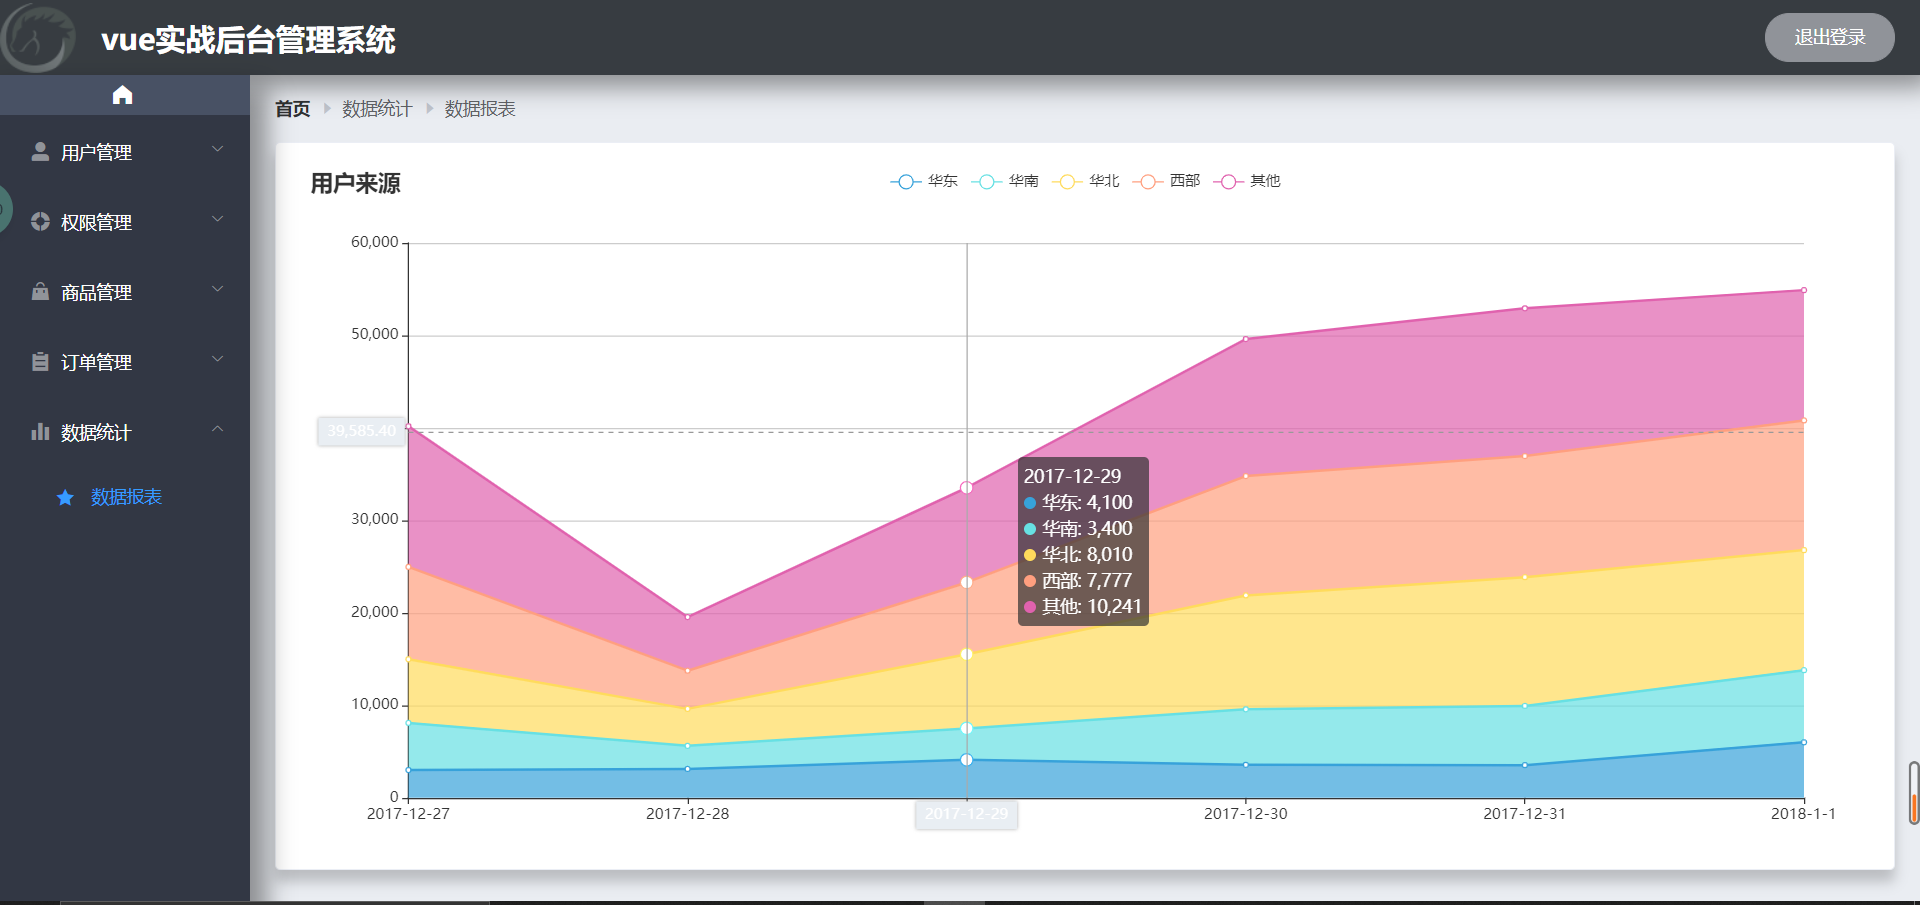 vue实战后台管理系统
退出登录
首页 数据统计 数据报表
用户管理
权限管理
商品管理
订单管理
数据统计
数据报表
用户来源
华东 华南 华北 西部 其他
60,000
50,000
39,585.40
30,000
20,000
10,000
0
2017-12-29
华东: 4,100
华南: 3,400
华北: 8,010
西部: 7,777
其他: 10,241
2017-12-27 2017-12-28 2017-12-29 2017-12-30 2017-12-31 2018-1-1